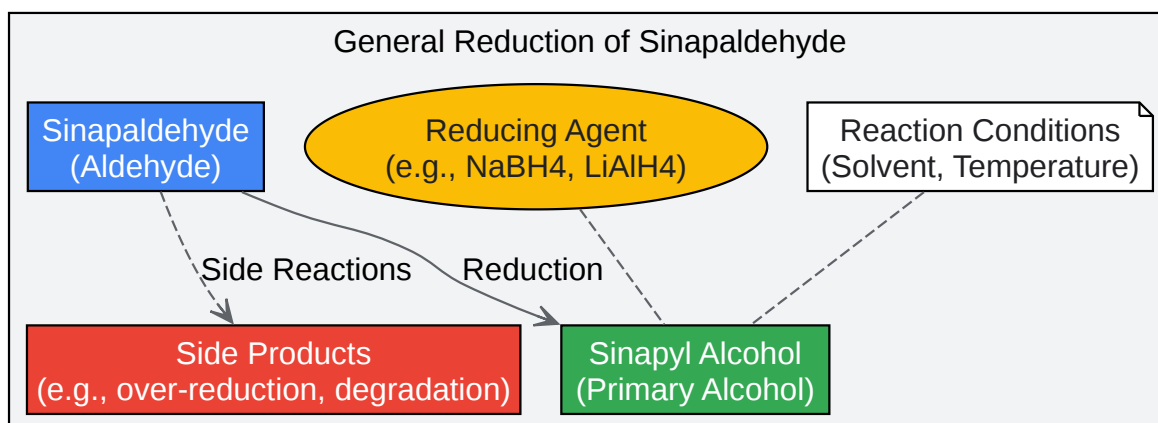 General Reduction of Sinapaldehyde
Sinapaldehyde
(Aldehyde)
Reducing Agent
(e.g., NaBH4, LiAlH4)
Reaction Conditions
(Solvent, Temperature)
Side Reactions
Reduction
Side Products
(e.g., over-reduction, degradation)
Sinapyl Alcohol
(Primary Alcohol)